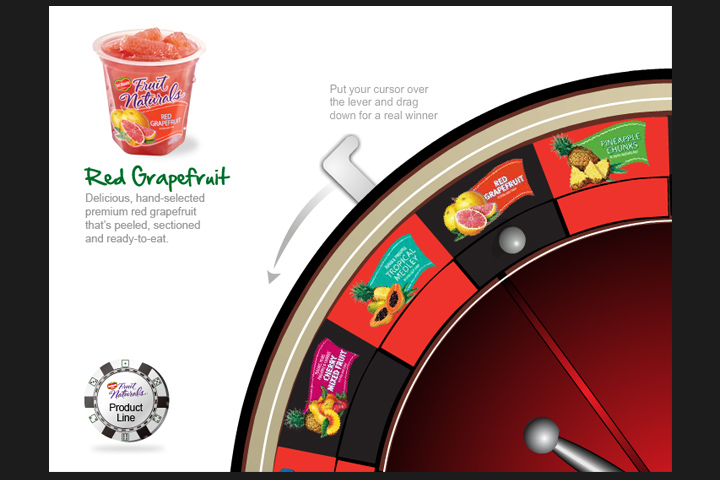 Del Monte
Fruit
Naturals
RED
GRAPEFRUIT
Red Grapefruit
Delicious, hand-selected
premium red grapefruit
that's peeled, sectioned
and ready-to-eat.
Put your cursor over
the lever and drag
down for a real winner
PINEAPPLE
CHUNKS
RED
GRAPEFRUIT
TROPICAL
MEDLEY
CHERRY
MIXED FRUIT
Fruit
Naturals
Product
Line